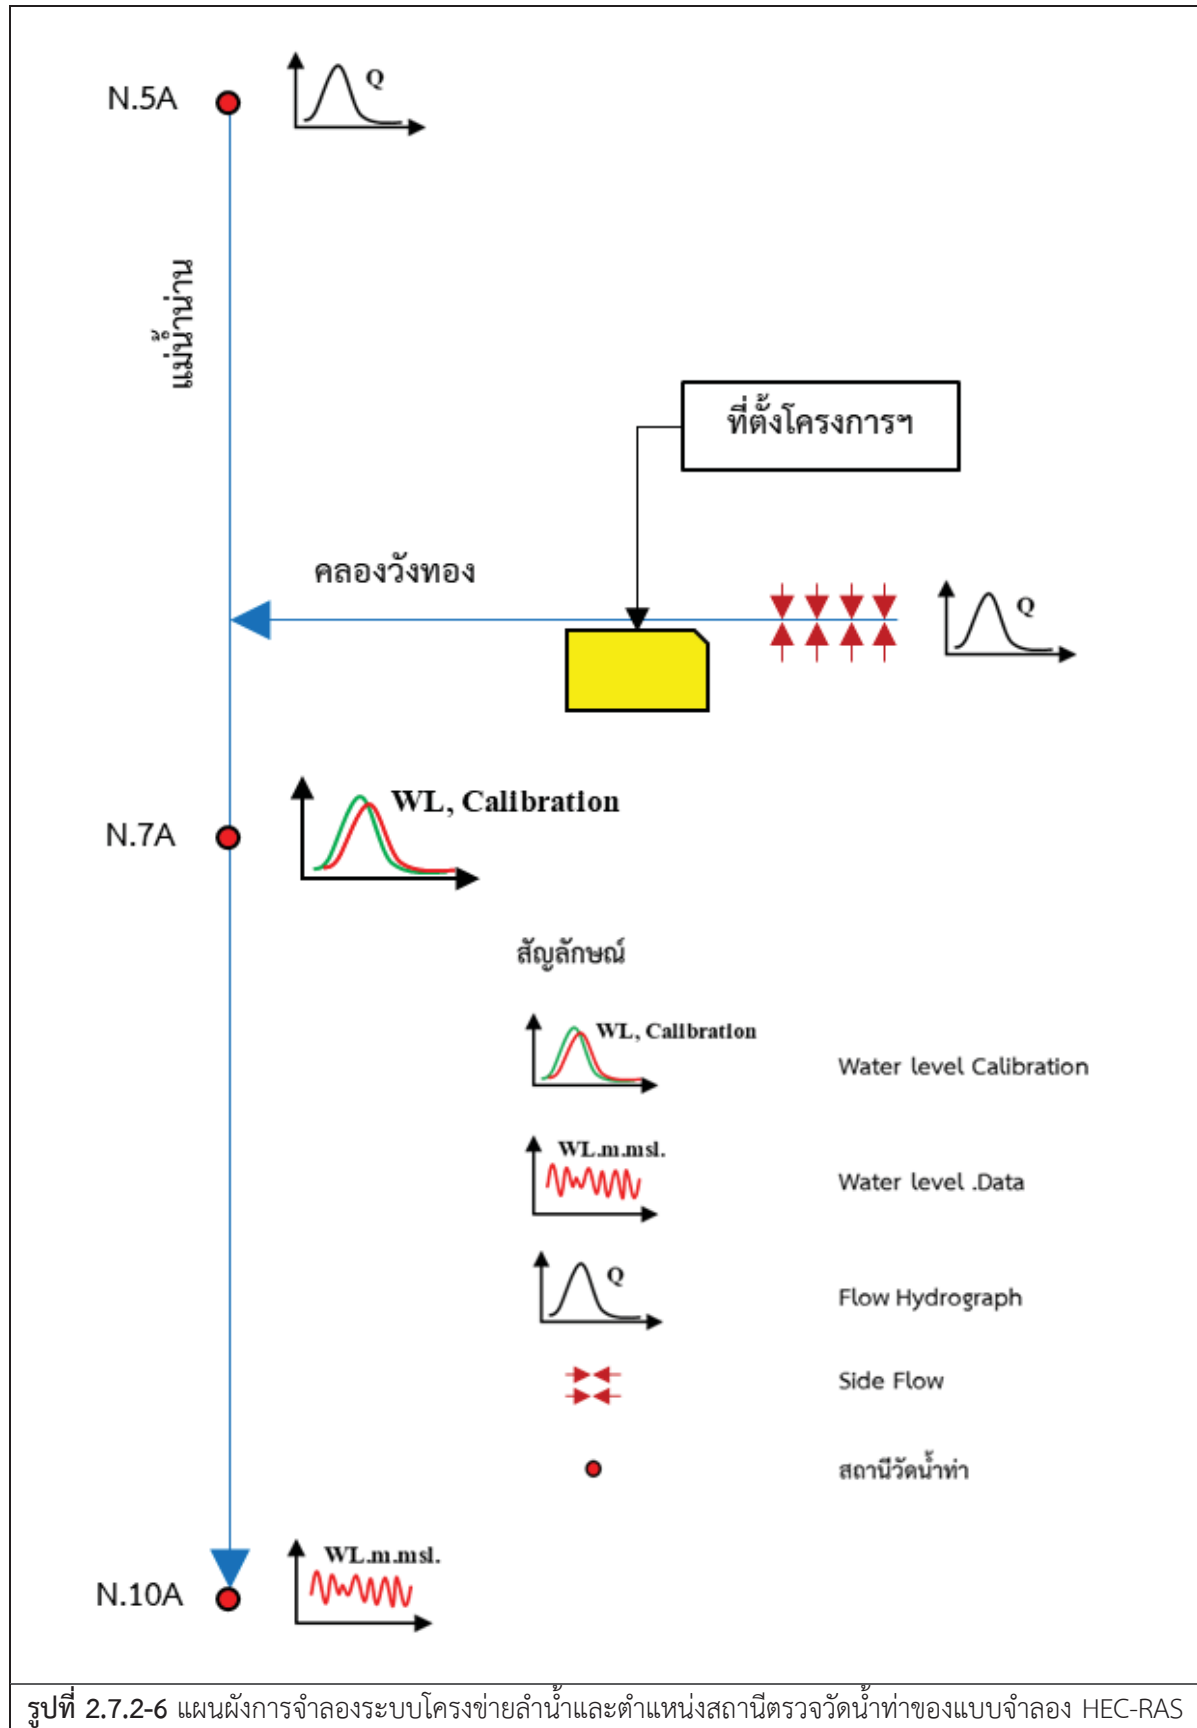 N.5A
Q
แม่น้ำน่าน
ที่ตั้งโครงการฯ
คลองวังทอง
Q
WL, Calibration
N.7A
สัญลักษณ์
WL, Calibration
Water level Calibration
WL.m.msl.
Water level .Data
Q
Flow Hydrograph
Side Flow
สถานีวัดน้ำท่า
WL.m.msl.
N.10A
รูปที่ 2.7.2-6 แผนผังการจำลองระบบโครงข่ายลำน้ำและตำแหน่งสถานีตรวจวัดน้ำท่าของแบบจำลอง HEC-RAS